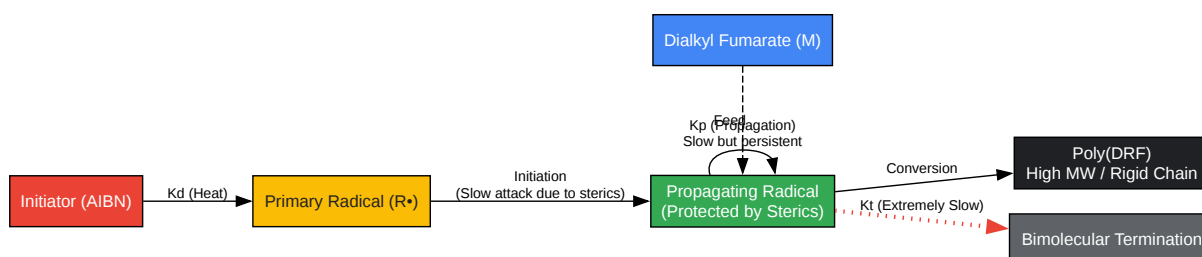 Dialkyl Fumarate (M)
Feed
Kp (Propagation)
Slow but persistent
Initiator (AIBN)
Kd (Heat)
Primary Radical (R•)
Initiation
(Slow attack due to sterics)
Propagating Radical
(Protected by Sterics)
Conversion
Kt (Extremely Slow)
Poly(DRF)
High MW / Rigid Chain
Bimolecular Termination